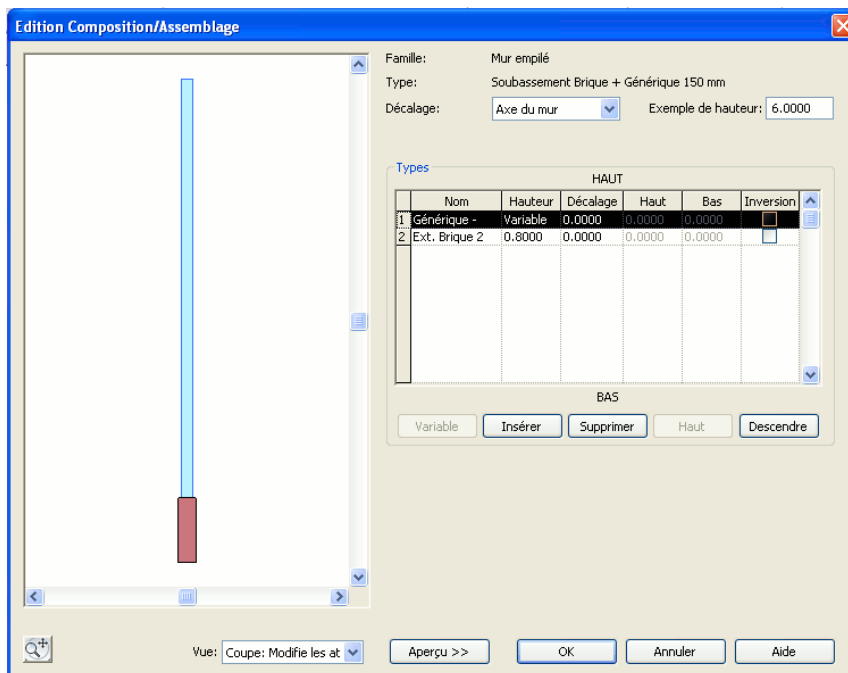 Edition Composition/Assemblage
Famille: Mur empilé
Type: Soubassement Brique + Générique 150 mm
Décalage: Axe du mur Exemple de hauteur: 6.0000
Types
HAUT
Nom Hauteur Décalage Haut Bas Inversion
1 Générique - Variable 0.0000 0.0000 0.0000
2 Ext. Brique 2 0.8000 0.0000 0.0000 0.0000
BAS
Variable Insérer Supprimer Haut Descendre
Vue: Coupe: Modifie les at Aperçu >> OK Annuler Aide